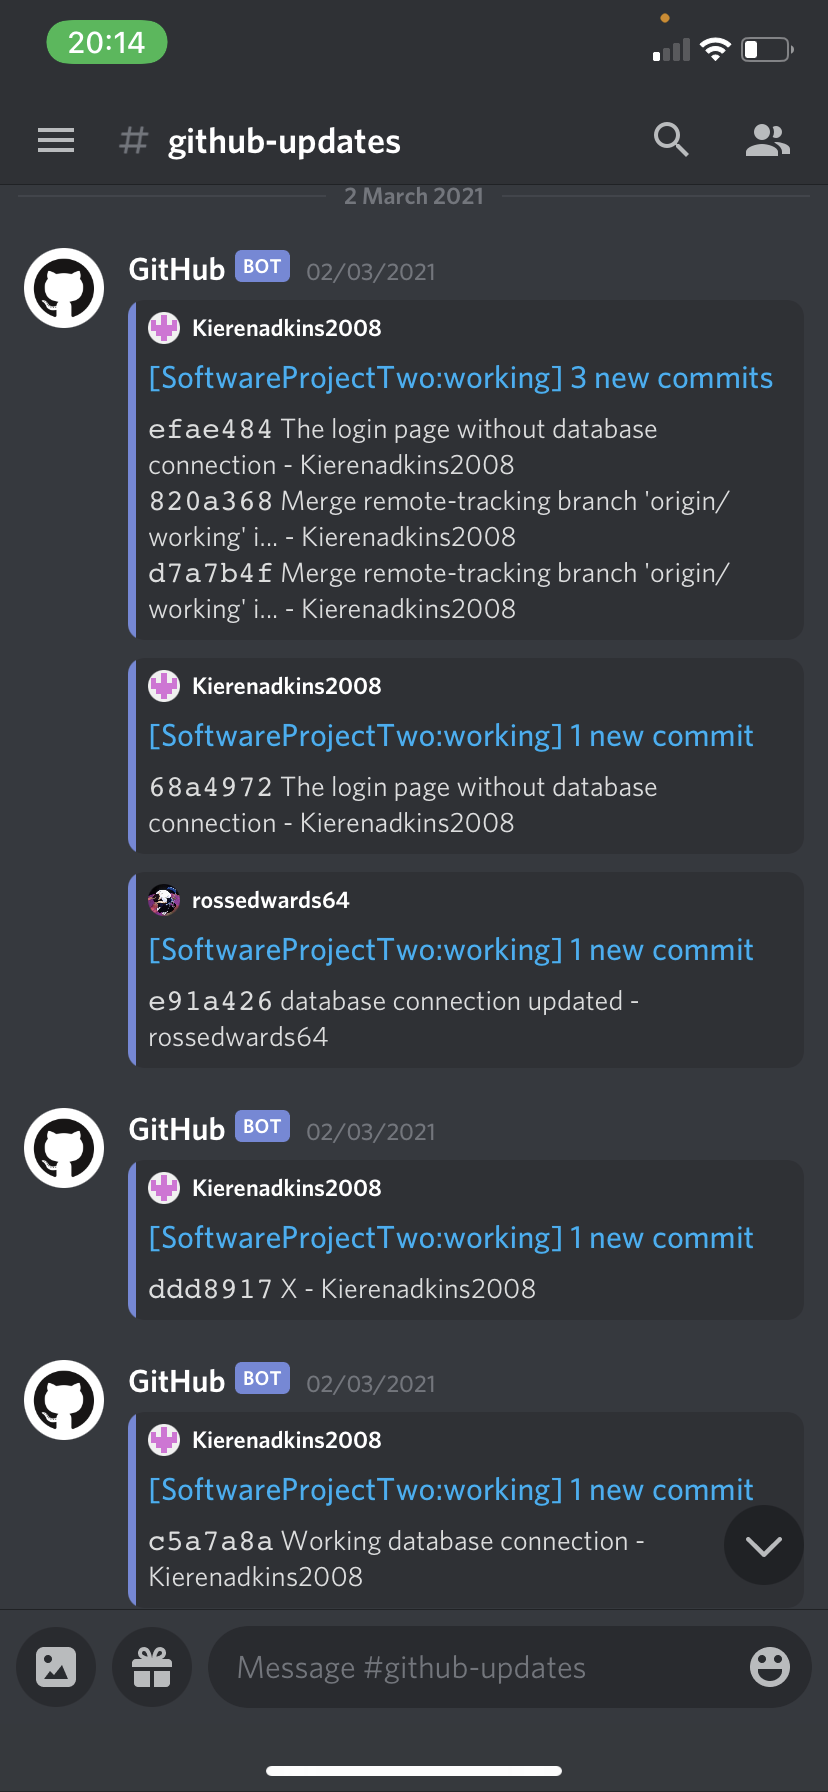 20:14
# github-updates
2 March 2021
GitHub BOT 02/03/2021
Kierenadkins2008
[SoftwareProjectTwo:working] 3 new commits
efae484 The login page without database
connection - Kierenadkins2008
820a368 Merge remote-tracking branch 'origin/
working' i... - Kierenadkins2008
d7a7b4f Merge remote-tracking branch 'origin/
working' i... - Kierenadkins2008
Kierenadkins2008
[SoftwareProjectTwo:working] 1 new commit
68a4972 The login page without database
connection - Kierenadkins2008
rossedwards64
[SoftwareProjectTwo:working] 1 new commit
e91a426 database connection updated -
rossedwards64
GitHub BOT 02/03/2021
Kierenadkins2008
[SoftwareProjectTwo:working] 1 new commit
ddd8917 X - Kierenadkins2008
GitHub BOT 02/03/2021
Kierenadkins2008
[SoftwareProjectTwo:working] 1 new commit
c5a7a8a Working database connection -
Kierenadkins2008
Message #github-updates